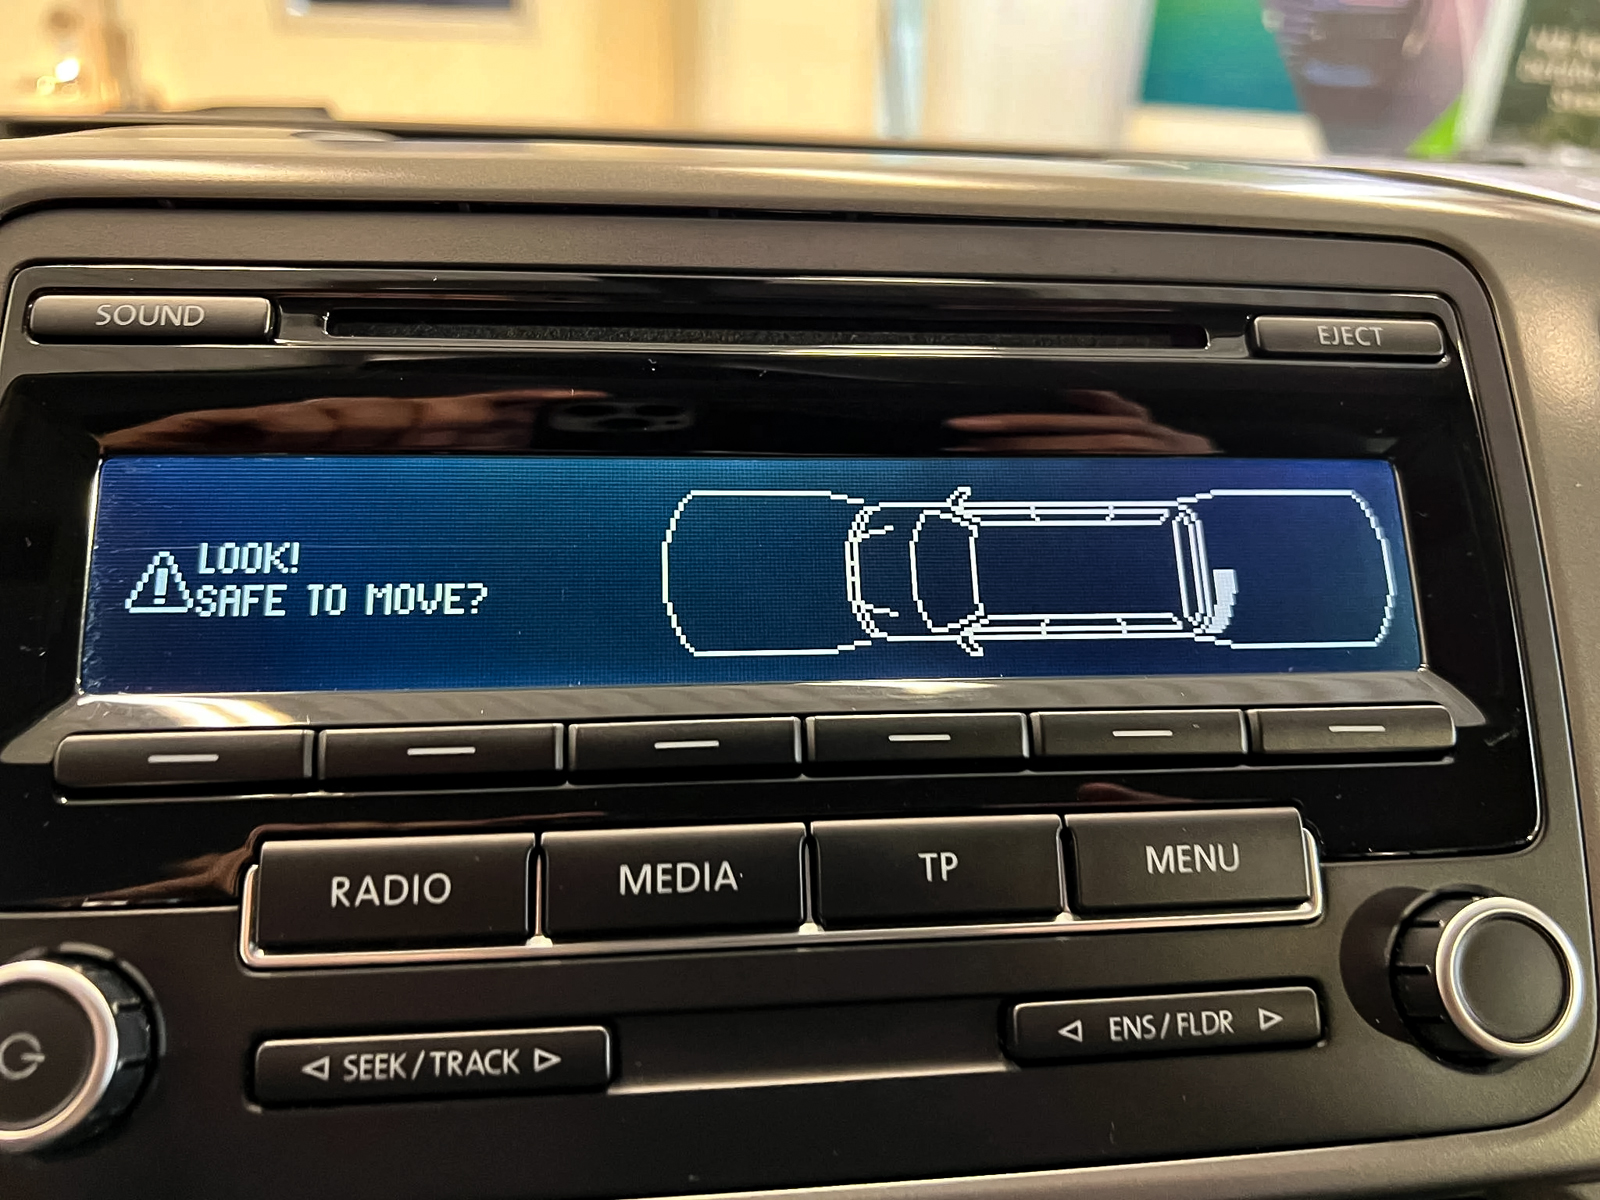 SOUND
EJECT
LOOK!
SAFE TO MOVE?
RADIO
MEDIA
TP
MENU
SEEK/TRACK
ENS/FLDR